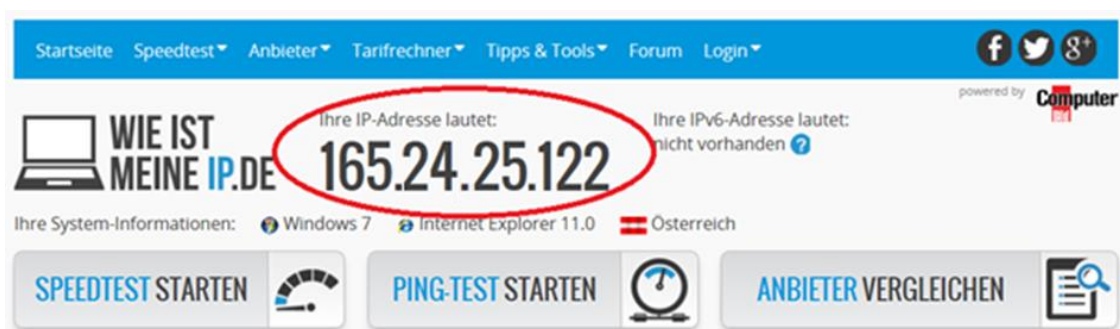 Startseite Speedtest Anbieter Tarifrechner Tipps & Tools Forum Login
powered by Computer Bild
WIE IST
MEINE IP.DE
Ihre IP-Adresse lautet:
165.24.25.122
Ihre IPv6-Adresse lautet:
nicht vorhanden ?
Ihre System-Informationen: Windows 7 Internet Explorer 11.0 Österreich
SPEEDTEST STARTEN PING-TEST STARTEN ANBIETER VERGLEICHEN